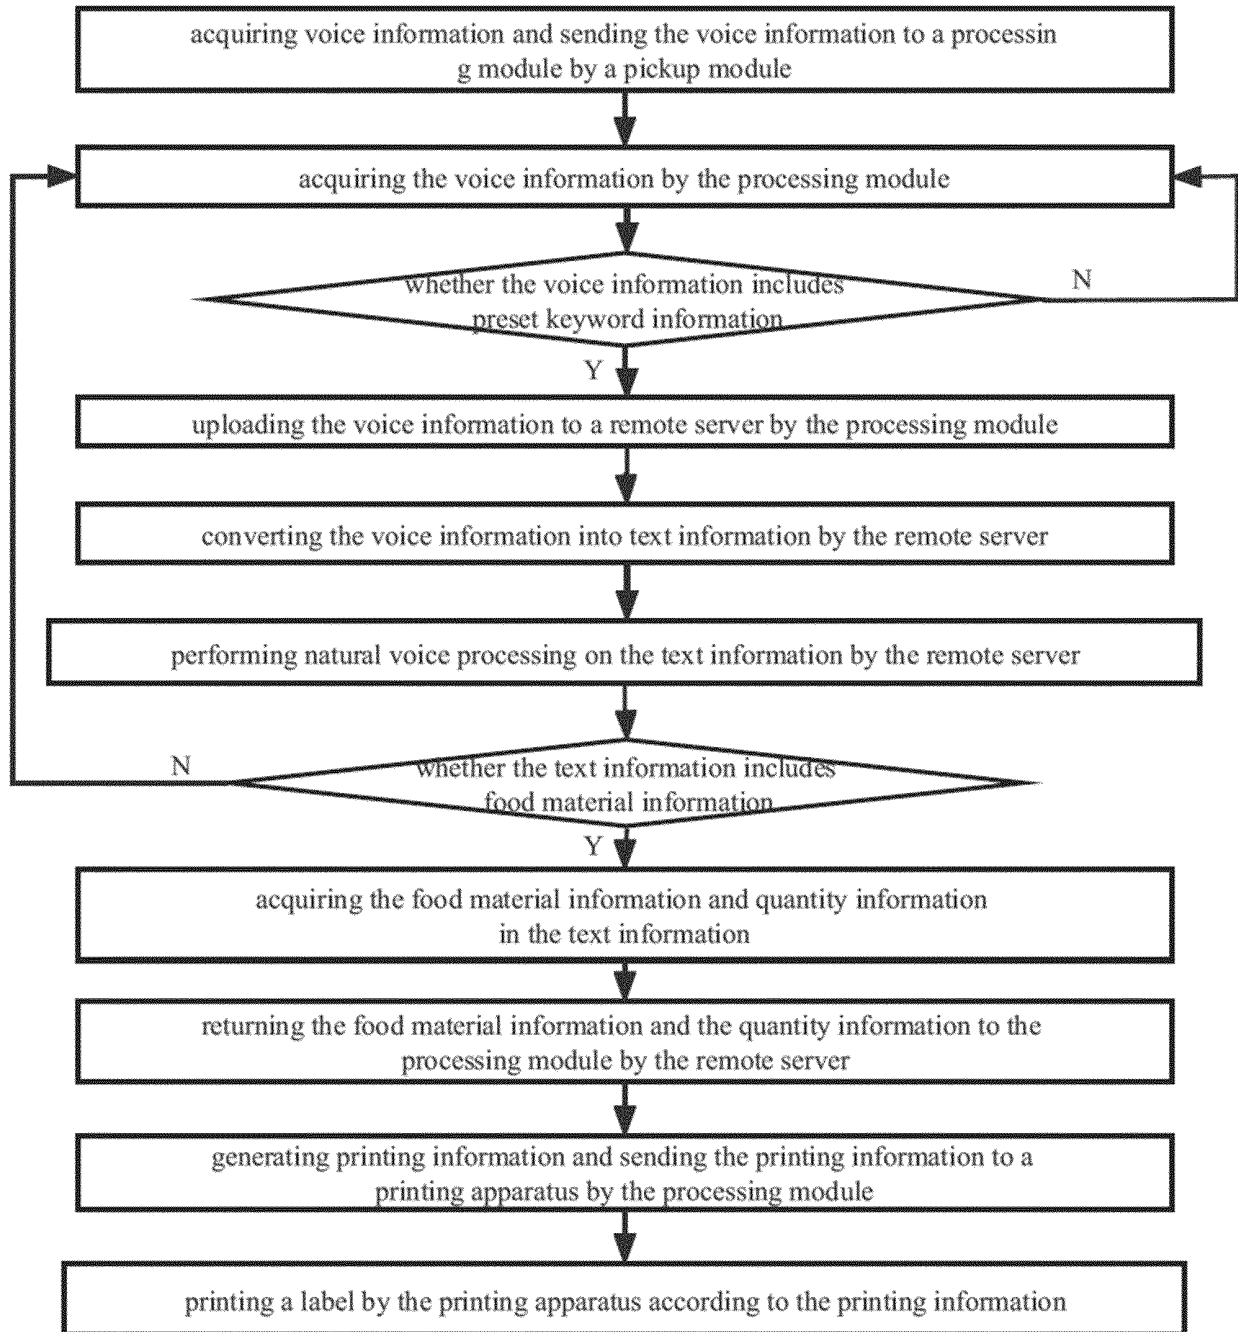 acquiring voice information and sending the voice information to a processin
g module by a pickup module
acquiring the voice information by the processing module
whether the voice information includes
preset keyword information
N
Y
uploading the voice information to a remote server by the processing module
converting the voice information into text information by the remote server
performing natural voice processing on the text information by the remote server
N
whether the text information includes
food material information
Y
acquiring the food material information and quantity information
in the text information
returning the food material information and the quantity information to the
processing module by the remote server
generating printing information and sending the printing information to a
printing apparatus by the processing module
printing a label by the printing apparatus according to the printing information